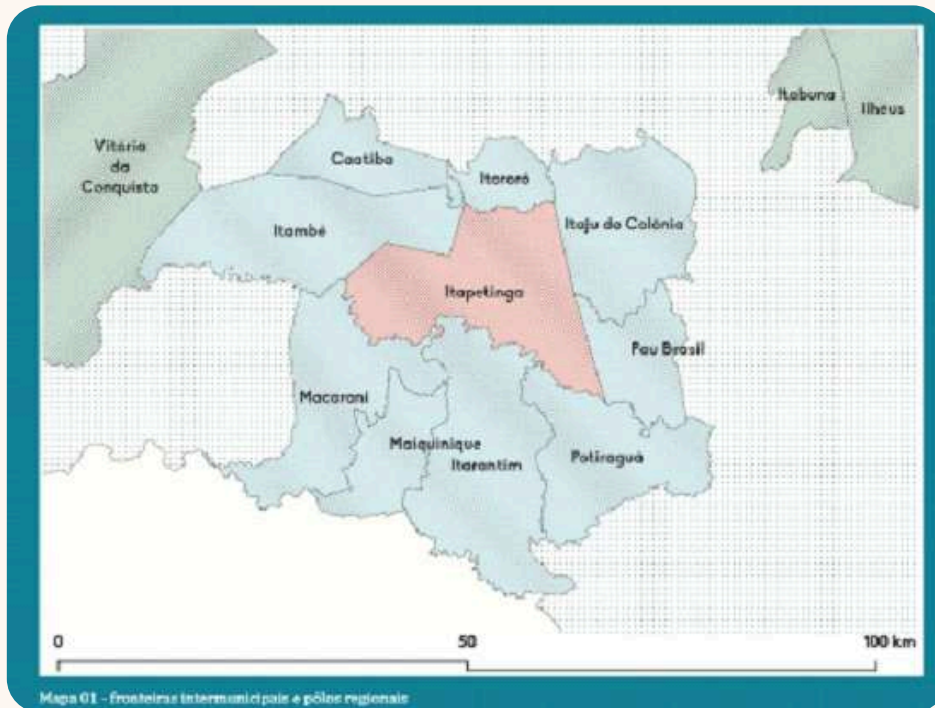 Itabuna
Ilheus
Vitória
da
Conquista
Caatiba
Itororó
Itambé
Itaju do Colônia
Itapetinga
Pau Brasil
Macarani
Maiquinique
Itarantim
Potiraguá
0
50
100 km
Mapa 01 - fronteiras intermunicipais e pólos regionais